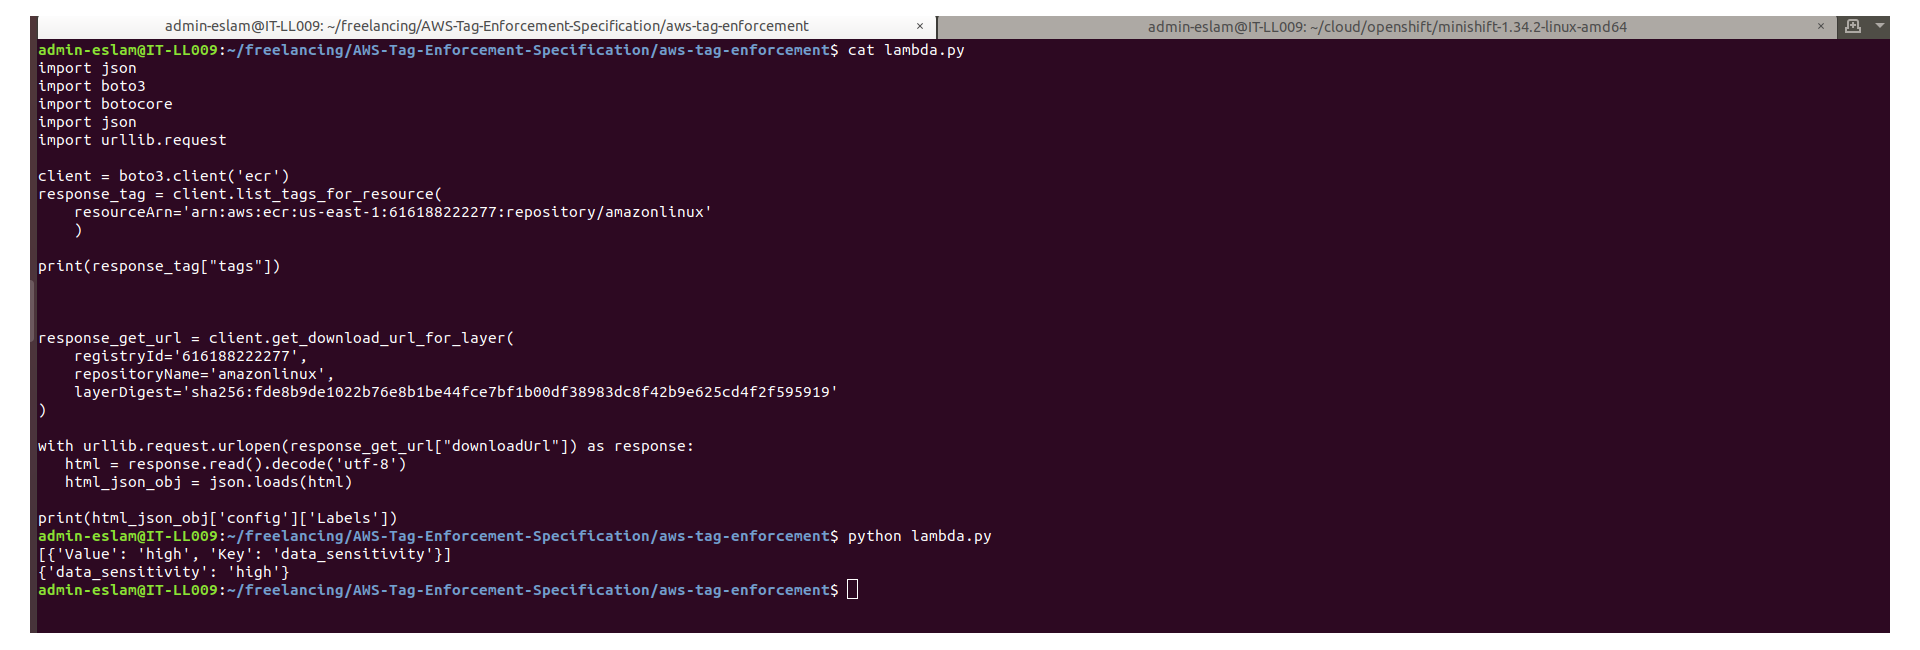 admin-eslam@IT-LL009: ~/freelancing/AWS-Tag-Enforcement-Specification/aws-tag-enforcement × admin-eslam@IT-LL009: ~/cloud/openshift/minishift-1.34.2-linux-amd64 ×
admin-eslam@IT-LL009:~/freelancing/AWS-Tag-Enforcement-Specification/aws-tag-enforcement$ cat lambda.py
import json
import boto3
import botocore
import json
import urllib.request
client = boto3.client('ecr')
response_tag = client.list_tags_for_resource(
    resourceArn='arn:aws:ecr:us-east-1:616188222277:repository/amazonlinux'
    )
print(response_tag["tags"])
response_get_url = client.get_download_url_for_layer(
    registryId='616188222277',
    repositoryName='amazonlinux',
    layerDigest='sha256:fde8b9de1022b76e8b1be44fce7bf1b00df38983dc8f42b9e625cd4f2f595919'
)
with urllib.request.urlopen(response_get_url["downloadUrl"]) as response:
   html = response.read().decode('utf-8')
   html_json_obj = json.loads(html)
print(html_json_obj['config']['Labels'])
admin-eslam@IT-LL009:~/freelancing/AWS-Tag-Enforcement-Specification/aws-tag-enforcement$ python lambda.py
[{'Value': 'high', 'Key': 'data_sensitivity'}]
{'data_sensitivity': 'high'}
admin-eslam@IT-LL009:~/freelancing/AWS-Tag-Enforcement-Specification/aws-tag-enforcement$